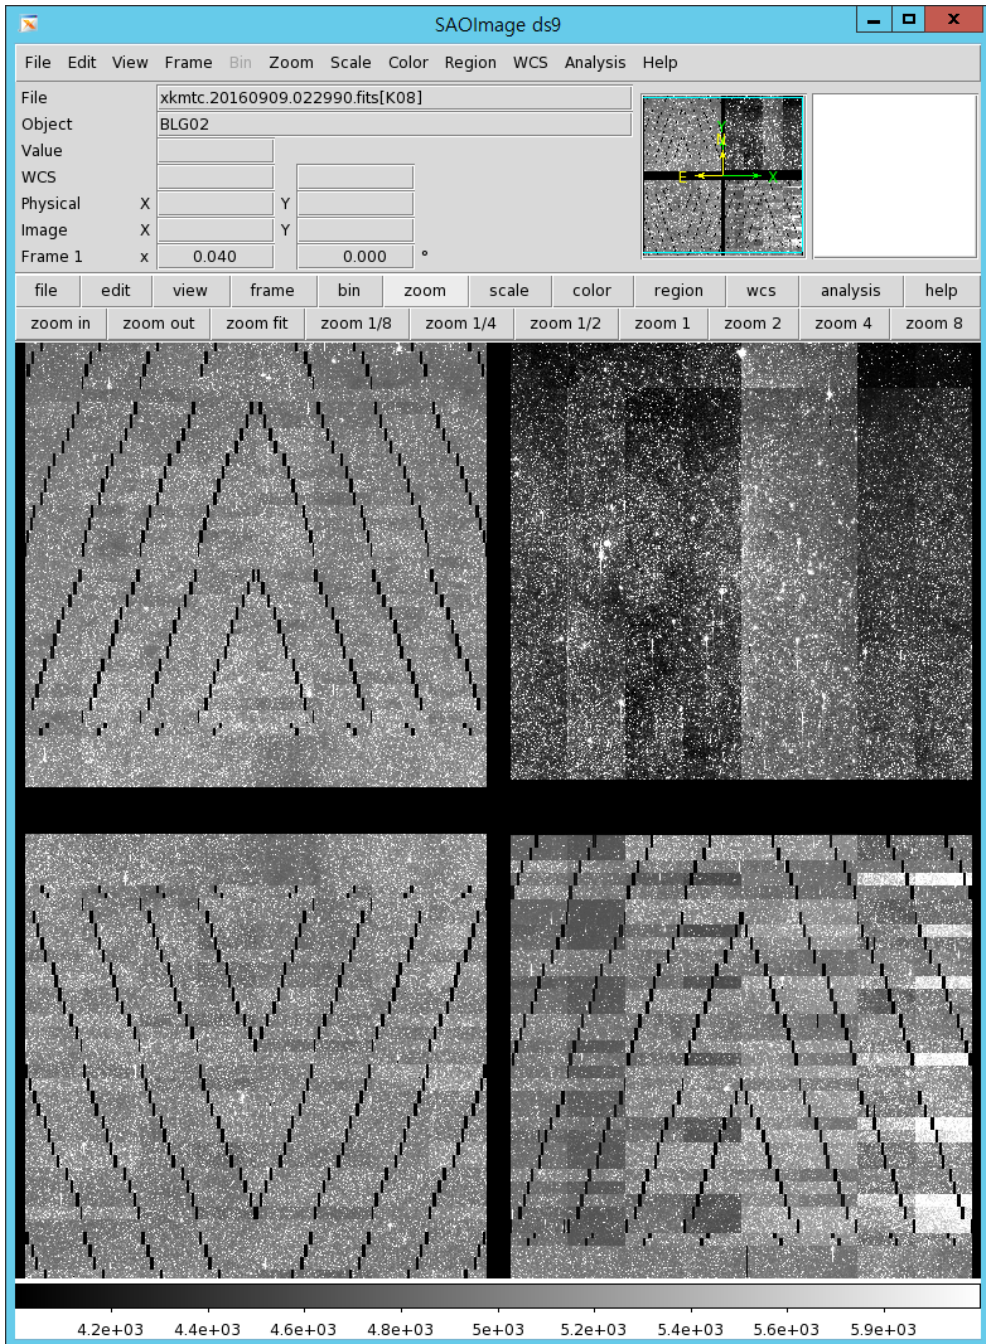 SAOImage ds9
File Edit View Frame Bin Zoom Scale Color Region WCS Analysis Help
File xkmtc.20160909.022990.fits[K08]
Object BLG02
Value
WCS
Physical X Y
Image X Y
Frame 1 x 0.040 0.000 °
Y
N
E X
file edit view frame bin zoom scale color region wcs analysis help
zoom in zoom out zoom fit zoom 1/8 zoom 1/4 zoom 1/2 zoom 1 zoom 2 zoom 4 zoom 8
4.2e+03 4.4e+03 4.6e+03 4.8e+03 5e+03 5.2e+03 5.4e+03 5.6e+03 5.9e+03